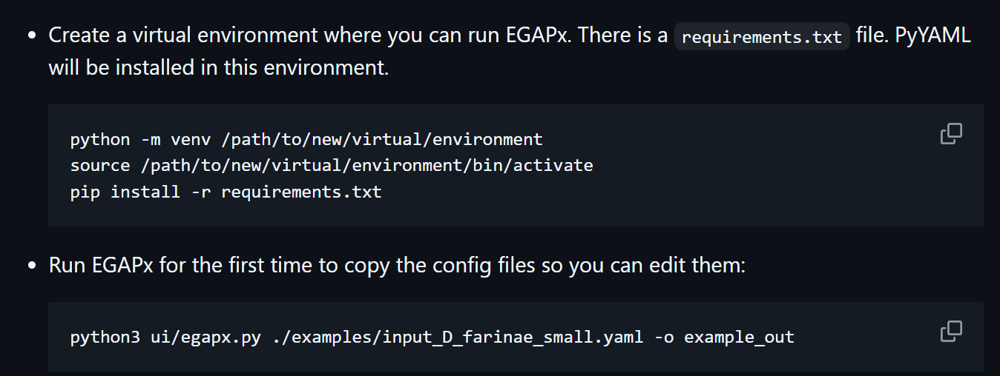 Create a virtual environment where you can run EGAPx. There is a requirements.txt file. PyYAML
will be installed in this environment.
python -m venv /path/to/new/virtual/environment
source /path/to/new/virtual/environment/bin/activate
pip install -r requirements.txt
Run EGAPx for the first time to copy the config files so you can edit them:
python3 ui/egapx.py ./examples/input_D_farinae_small.yaml -o example_out